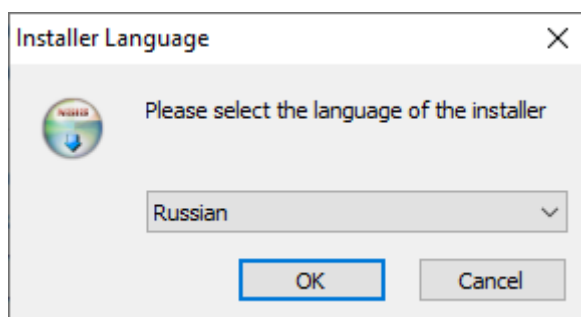 Installer Language
Please select the language of the installer
Russian
OK
Cancel